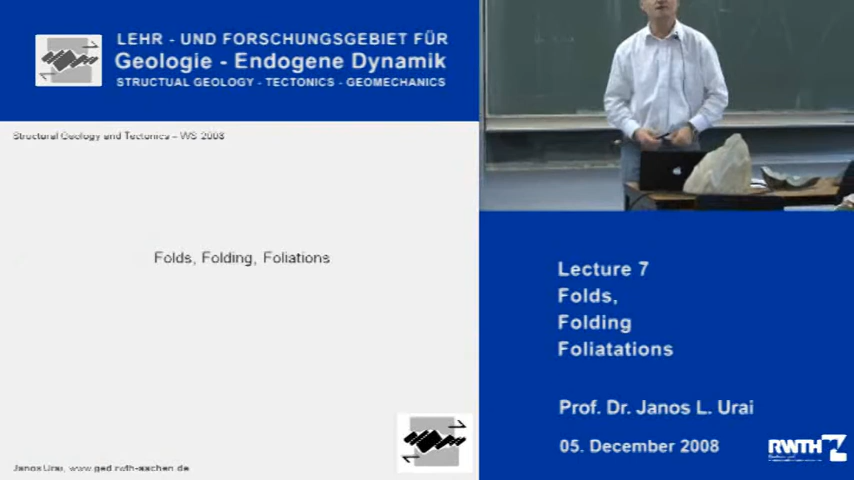 LEHR - UND FORSCHUNGSGEBIET FÜR
Geologie - Endogene Dynamik
STRUCTUAL GEOLOGY - TECTONICS - GEOMECHANICS
Structural Geology and Tectonics – WS 2008
Folds, Folding, Foliations
Lecture 7
Folds,
Folding
Foliatations
Prof. Dr. Janos L. Urai
05. December 2008
RWTH
Janos Urai, www.ged.rwth-aachen.de